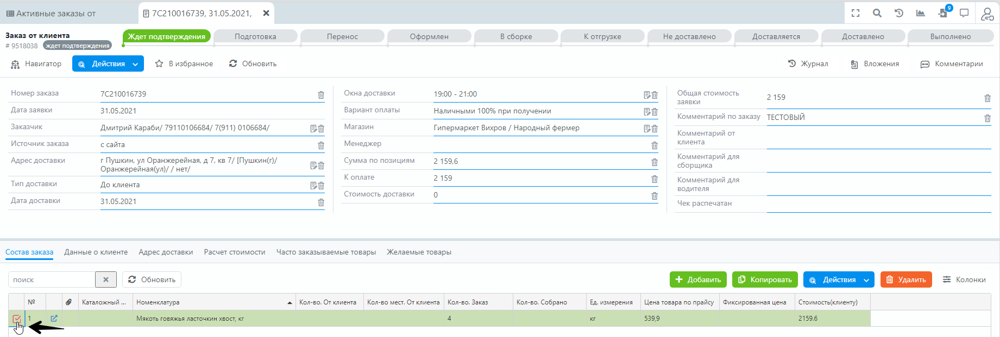 Активные заказы от
7C210016739, 31.05.2021,
9
Заказ от клиента
# 9518038 ждет подтверждения
Ждет подтверждения Подготовка Перенос Оформлен В сборке К отгрузке Не доставлено Доставляется Доставлено Выполнено
Навигатор Действия В избранное Обновить Журнал Вложения Комментарии
Номер заказа 7C210016739
Дата заявки 31.05.2021
Заказчик Дмитрий Караби/ 79110106684/ 7(911) 0106684/
Источник заказа с сайта
Адрес доставки г Пушкин, ул Оранжерейная, д 7, кв 7/ [Пушкин(г)/
Оранжерейная(ул)/ / нет/
Тип доставки До клиента
Дата доставки 31.05.2021
Окна доставки 19:00 - 21:00
Вариант оплаты Наличными 100% при получении
Магазин Гипермаркет Вихров / Народный фермер
Менеджер
Сумма по позициям 2 159,6
К оплате 2 159
Стоимость доставки 0
Общая стоимость
заявки 2 159
Комментарий по заказу ТЕСТОВЫЙ
Комментарий от
клиента
Комментарий для
сборщика
Комментарий для
водителя
Чек распечатан
Состав заказа Данные о клиенте Адрес доставки Расчет стоимости Часто заказываемые товары Желаемые товары
поиск Обновить Добавить Копировать Действия Удалить Колонки
№ Каталожный ... Номенклатура Кол-во. От клиента Кол-во мест. От клиента Кол-во. Заказ Кол-во. Собрано Ед. измерения Цена товара по прайсу Фиксированная цена Стоимость(клиенту)
1 Мякоть говяжья ласточкин хвост, кг 4 кг 539,9 2159.6